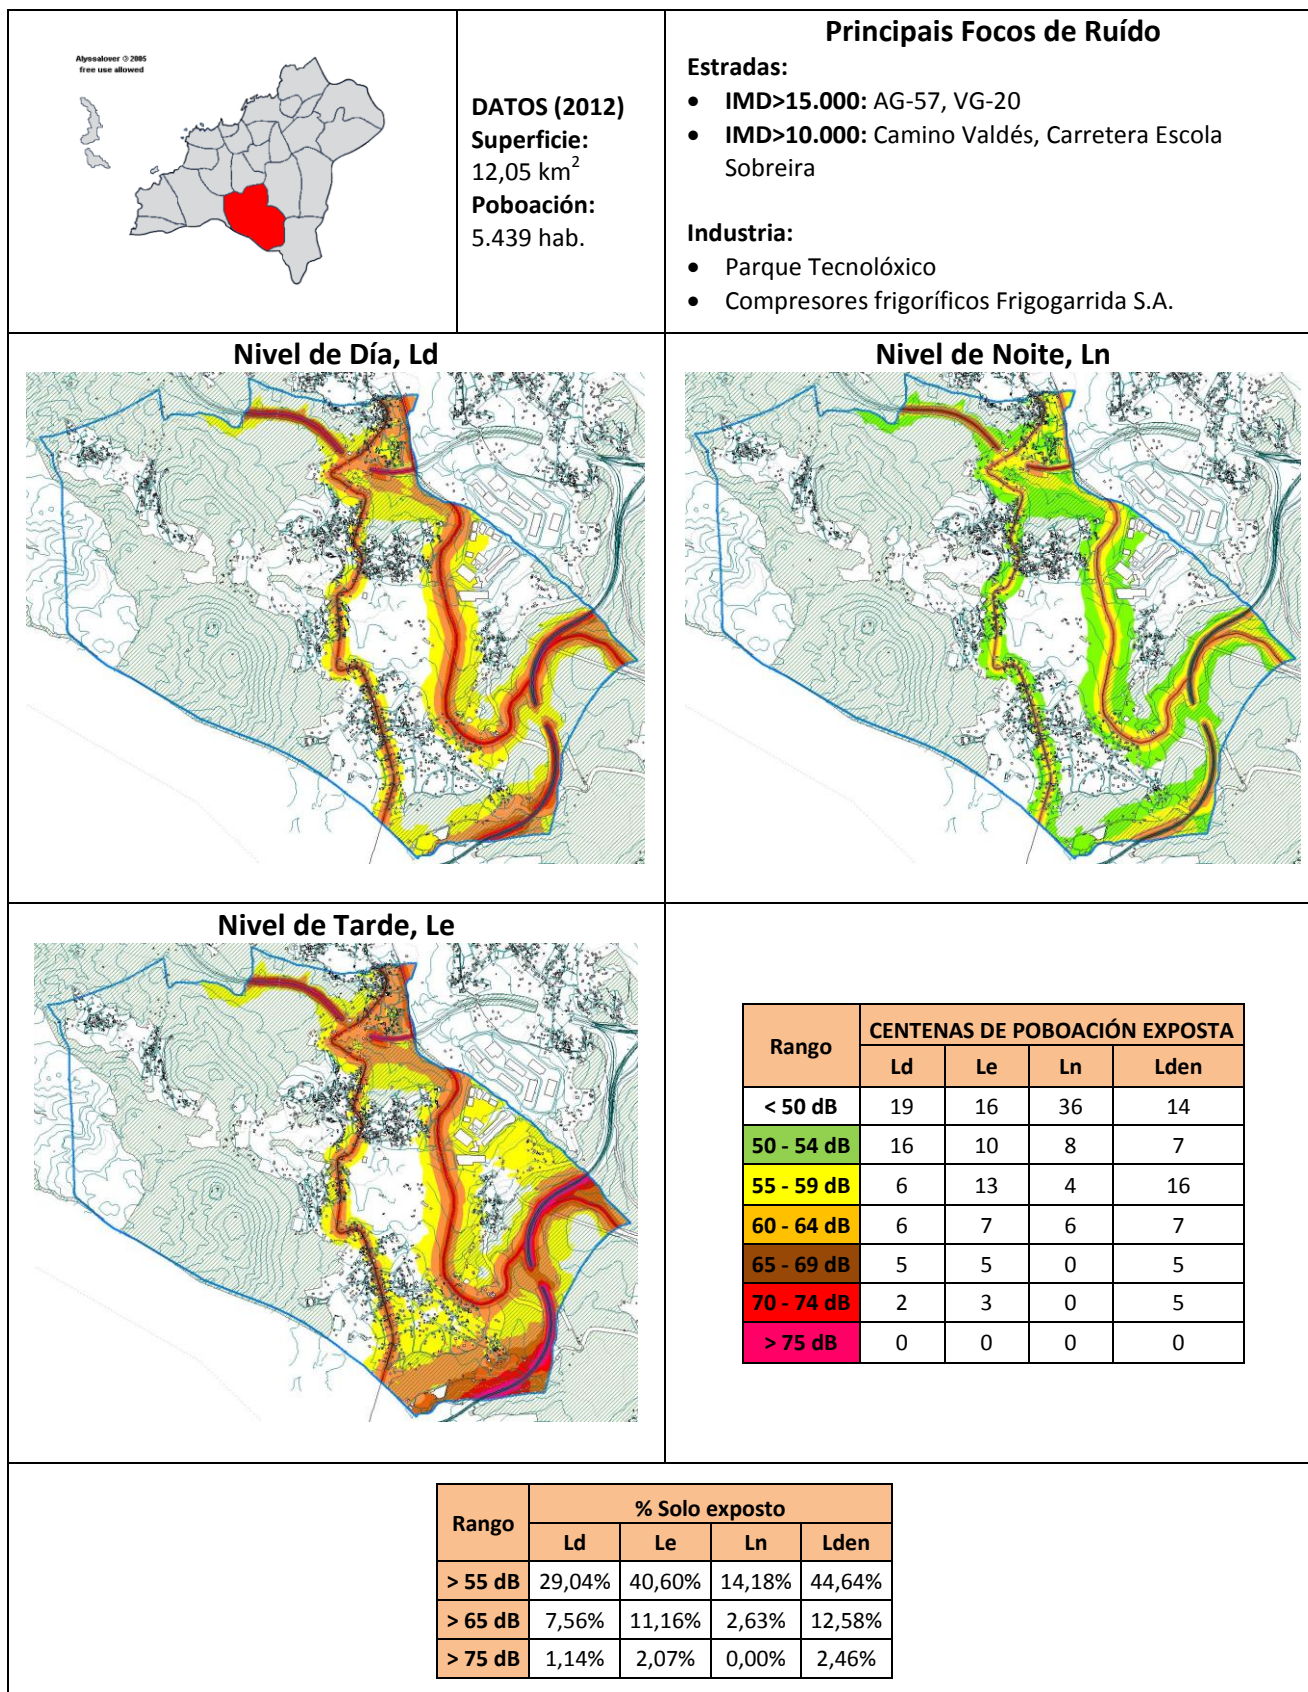 Alyssalover © 2005
free use allowed
DATOS (2012)
Superficie:
12,05 km²
Poboación:
5.439 hab.
Principais Focos de Ruído
Estradas:
• IMD>15.000: AG-57, VG-20
• IMD>10.000: Camino Valdés, Carretera Escola
Sobreira
Industria:
• Parque Tecnolóxico
• Compresores frigoríficos Frigogarrida S.A.
Nivel de Día, Ld
Nivel de Noite, Ln
Nivel de Tarde, Le
Rango CENTENAS DE POBOACIÓN EXPOSTA
Ld Le Ln Lden
< 50 dB 19 16 36 14
50 - 54 dB 16 10 8 7
55 - 59 dB 6 13 4 16
60 - 64 dB 6 7 6 7
65 - 69 dB 5 5 0 5
70 - 74 dB 2 3 0 5
> 75 dB 0 0 0 0
Rango % Solo exposto
Ld Le Ln Lden
> 55 dB 29,04% 40,60% 14,18% 44,64%
> 65 dB 7,56% 11,16% 2,63% 12,58%
> 75 dB 1,14% 2,07% 0,00% 2,46%